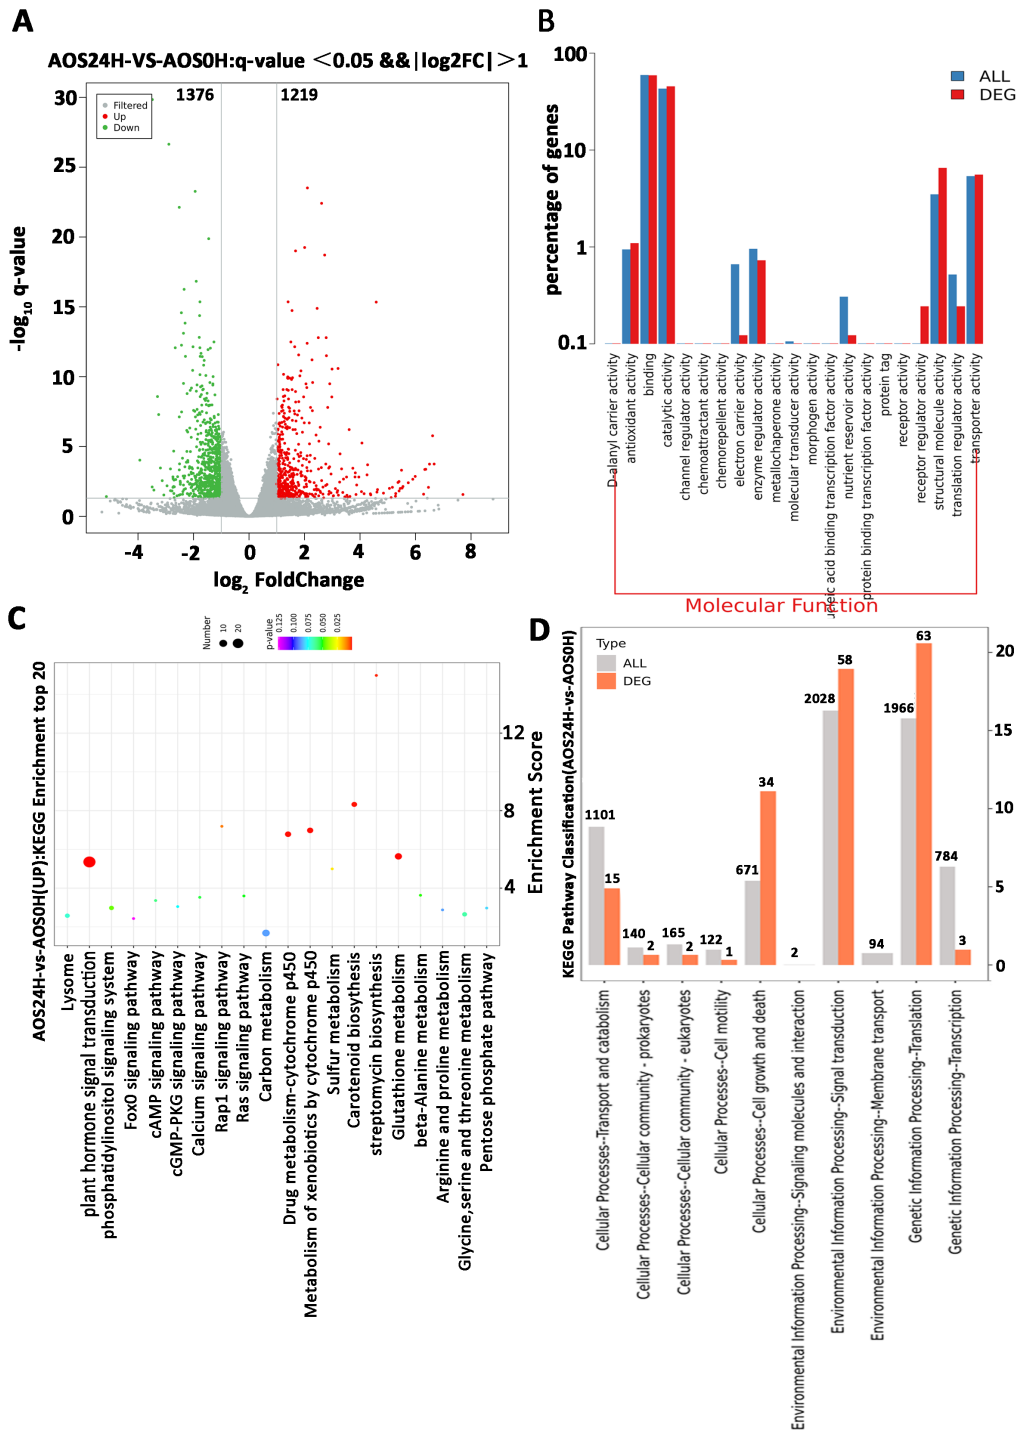 A
AOS24H-VS-AOS0H:q-value <0.05 &&|log2FC|>1
1376
1219
Filtered
Up
Down
30
25
20
15
10
5
0
-log10 q-value
-4
-2
0
2
4
6
8
log2 FoldChange
B
ALL
DEG
100
10
1
0.1
percentage of genes
D-alanyl carrier activity
antioxidant activity
binding
catalytic activity
channel regulator activity
chemoattractant activity
chemorepellent activity
electron carrier activity
enzyme regulator activity
metallochaperone activity
molecular transducer activity
morphogen activity
ucleic acid binding transcription factor activity
nutrient reservoir activity
protein binding transcription factor activity
protein tag
receptor activity
receptor regulator activity
structural molecule activity
translation regulator activity
transporter activity
Molecular Function
C
Number
10
20
p-value
0.125
0.100
0.075
0.050
0.025
AOS24H-vs-AOS0H(UP):KEGG Enrichment top 20
12
8
4
Enrichment Score
Lysome
plant hormone signal transduction
phosphatidylinositol signaling system
Fox0 signaling pathway
cAMP signaling pathway
cGMP-PKG signaling pathway
Calcium signaling pathway
Rap1 signaling pathway
Ras signaling pathway
Carbon metabolism
Drug metabolism-cytochrome p450
Metabolism of xenobiotics by cytochrome p450
Sulfur metabolism
Carotenoid biosythesis
streptomycin biosynthesis
Glutathione metabolism
beta-Alanine metabolism
Arginine and proline metabolism
Glycine,serine and threonine metabolism
Pentose phosphate pathway
D
KEGG Pathway Classification(AOS24H-vs-AOS0H)
Type
ALL
DEG
1101
15
140
2
165
2
122
1
671
34
2
2028
58
94
1966
63
784
3
20
15
10
5
0
Cellular Processes--Transport and catabolism
Cellular Processes--Cellular community - prokaryotes
Cellular Processes--Cellular community - eukaryotes
Cellular Processes--Cell motility
Cellular Processes--Cell growth and death
Environmental Information Processing--Signaling molecules and interaction
Environmental Information Processing--Signal transduction
Environmental Information Processing--Membrane transport
Genetic Information Processing--Translation
Genetic Information Processing--Transcription